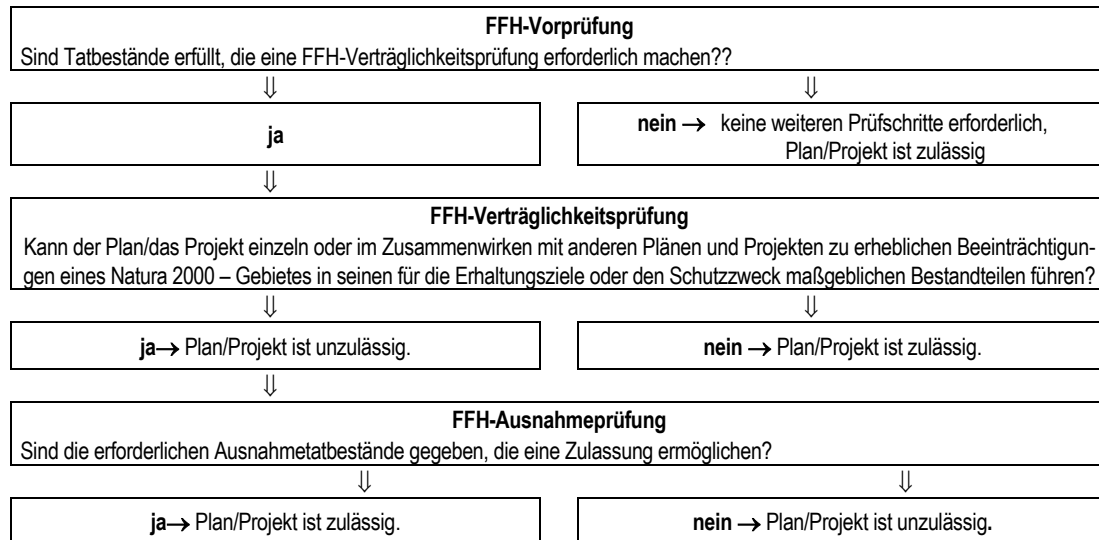 FFH-Vorprüfung
Sind Tatbestände erfüllt, die eine FFH-Verträglichkeitsprüfung erforderlich machen??
⇓ ⇓
ja
nein → keine weiteren Prüfschritte erforderlich,
Plan/Projekt ist zulässig
⇓
FFH-Verträglichkeitsprüfung
Kann der Plan/das Projekt einzeln oder im Zusammenwirken mit anderen Plänen und Projekten zu erheblichen Beeinträchtigun-
gen eines Natura 2000 – Gebietes in seinen für die Erhaltungsziele oder den Schutzzweck maßgeblichen Bestandteilen führen?
⇓ ⇓
ja→ Plan/Projekt ist unzulässig.
nein → Plan/Projekt ist zulässig.
⇓
FFH-Ausnahmeprüfung
Sind die erforderlichen Ausnahmetatbestände gegeben, die eine Zulassung ermöglichen?
⇓ ⇓
ja→ Plan/Projekt ist zulässig.
nein → Plan/Projekt ist unzulässig.